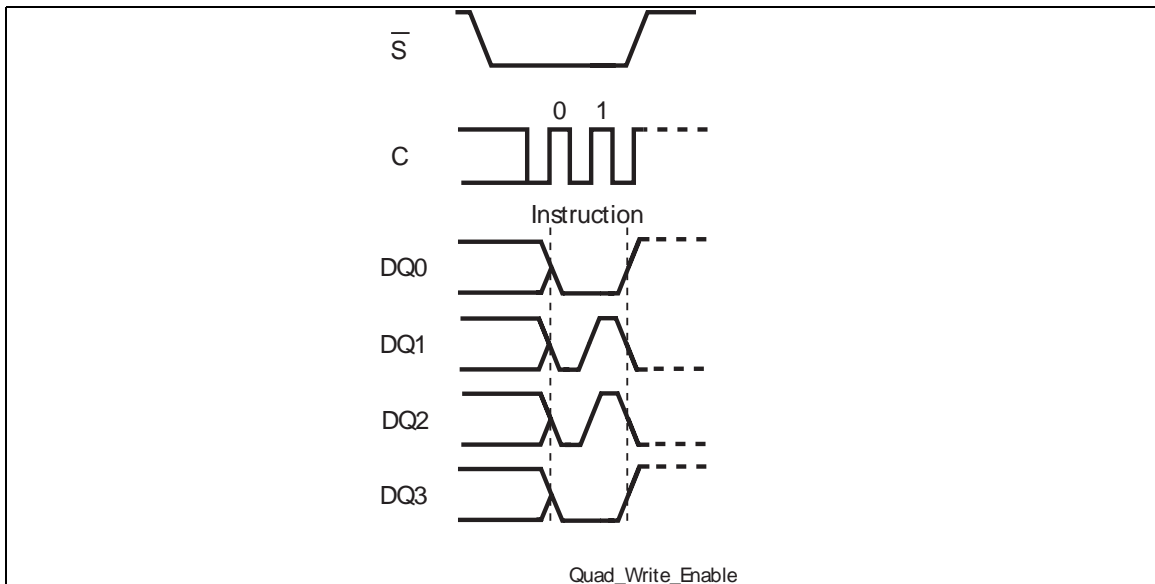 S̅
0 1
C
Instruction
DQ0
DQ1
DQ2
DQ3
Quad_Write_Enable